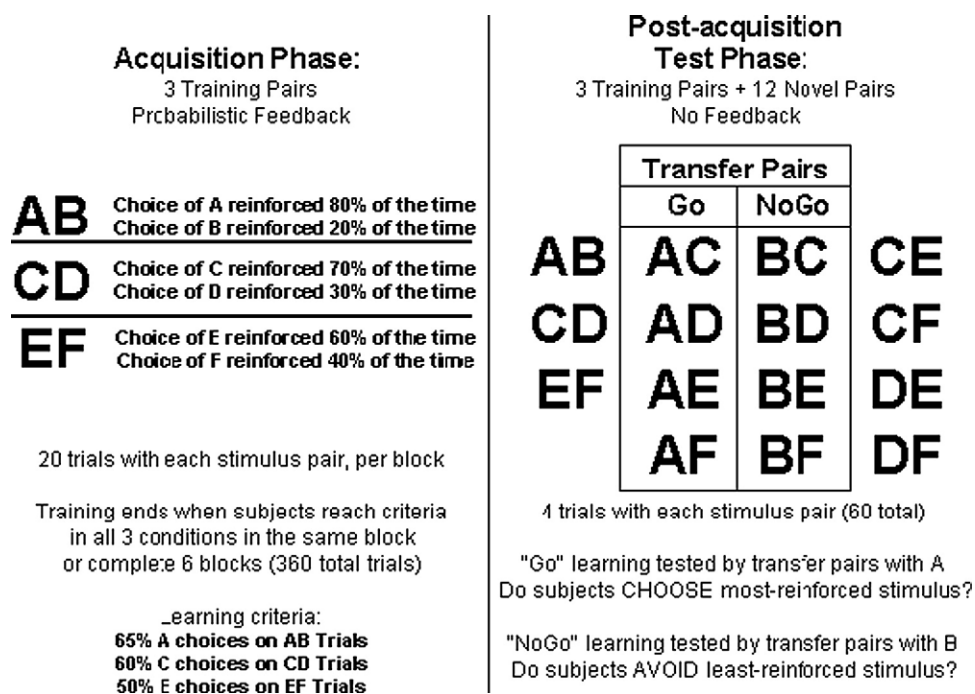 Acquisition Phase:
3 Training Pairs
Probabilistic Feedback
AB
Choice of A reinforced 80% of the time
Choice of B reinforced 20% of the time
CD
Choice of C reinforced 70% of the time
Choice of D reinforced 30% of the time
EF
Choice of E reinforced 60% of the time
Choice of F reinforced 40% of the time
20 trials with each stimulus pair, per block
Training ends when subjects reach criteria
in all 3 conditions in the same block
or complete 6 blocks (360 total trials)
Learning criteria:
65% A choices on AB Trials
60% C choices on CD Trials
50% E choices on EF Trials
Post-acquisition
Test Phase:
3 Training Pairs + 12 Novel Pairs
No Feedback
Transfer Pairs
Go NoGo
AB AC BC CE
CD AD BD CF
EF AE BE DE
AF BF DF
4 trials with each stimulus pair (60 total)
"Go" learning tested by transfer pairs with A
Do subjects CHOOSE most-reinforced stimulus?
"NoGo" learning tested by transfer pairs with B
Do subjects AVOID least-reinforced stimulus?